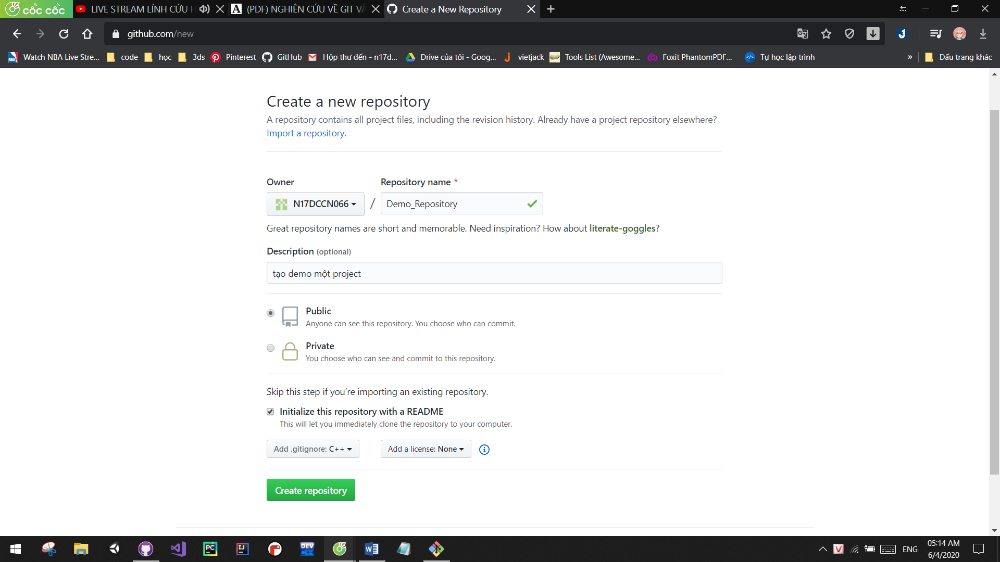 cốc cốc
LIVE STREAM LÍNH CỨU H
(PDF) NGHIÊN CỨU VỀ GIT VÀ
Create a New Repository
github.com/new
Watch NBA Live Stre...
code
học
3ds
Pinterest
GitHub
Hộp thư đến - n17d...
Drive của tôi - Goog...
vietjack
Tools List (Awesome...
Foxit PhantomPDF...
Tự học lập trình
»
Dấu trang khác
Create a new repository
A repository contains all project files, including the revision history. Already have a project repository elsewhere?
Import a repository.
Owner
Repository name *
N17DCCN066
/
Demo_Repository
Great repository names are short and memorable. Need inspiration? How about literate-goggles?
Description (optional)
tạo demo một project
Public
Anyone can see this repository. You choose who can commit.
Private
You choose who can see and commit to this repository.
Skip this step if you’re importing an existing repository.
Initialize this repository with a README
This will let you immediately clone the repository to your computer.
Add .gitignore: C++
Add a license: None
Create repository
PC
IJ
DEV
C++
W
V
ENG
05:14 AM
6/4/2020